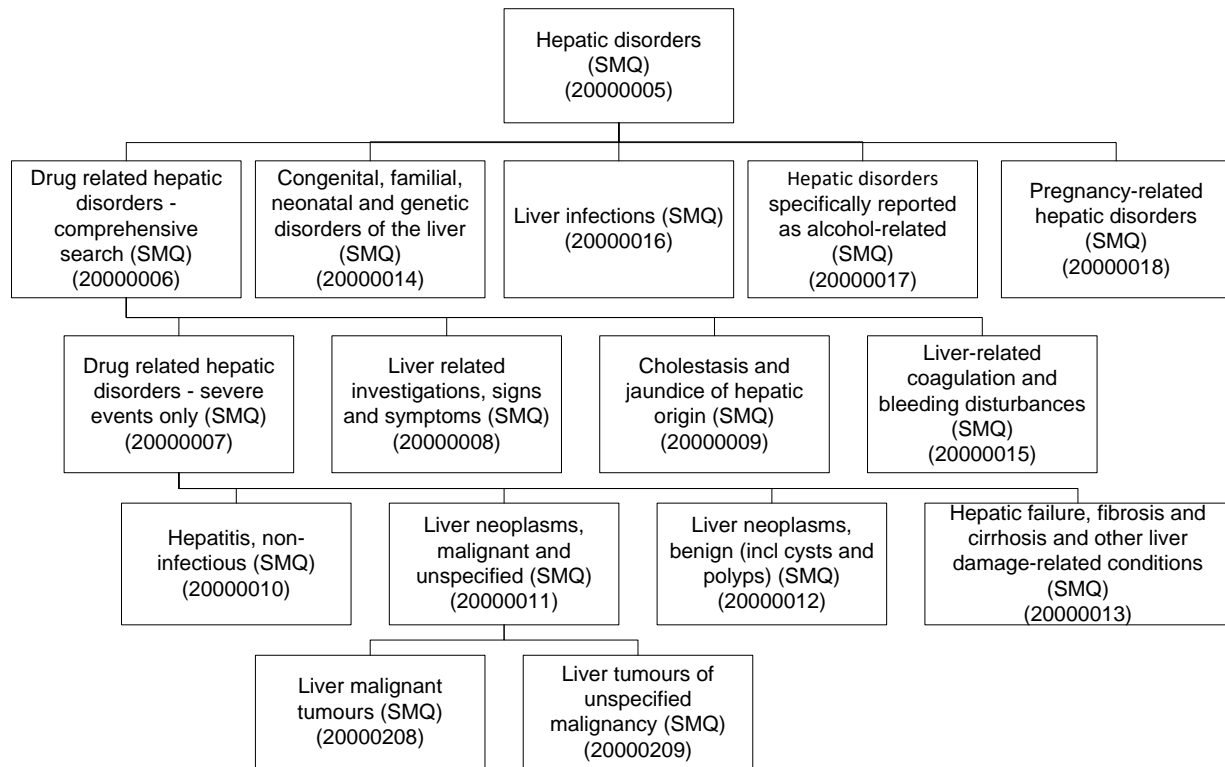 Hepatic disorders
(SMQ)
(20000005)
Drug related hepatic
disorders -
comprehensive
search (SMQ)
(20000006)
Congenital, familial,
neonatal and genetic
disorders of the liver
(SMQ)
(20000014)
Liver infections (SMQ)
(20000016)
Hepatic disorders
specifically reported
as alcohol-related
(SMQ)
(20000017)
Pregnancy-related
hepatic disorders
(SMQ)
(20000018)
Drug related hepatic
disorders - severe
events only (SMQ)
(20000007)
Liver related
investigations, signs
and symptoms (SMQ)
(20000008)
Cholestasis and
jaundice of hepatic
origin (SMQ)
(20000009)
Liver-related
coagulation and
bleeding disturbances
(SMQ)
(20000015)
Hepatitis, non-
infectious (SMQ)
(20000010)
Liver neoplasms,
malignant and
unspecified (SMQ)
(20000011)
Liver neoplasms,
benign (incl cysts and
polyps) (SMQ)
(20000012)
Hepatic failure, fibrosis and
cirrhosis and other liver
damage-related conditions
(SMQ)
(20000013)
Liver malignant
tumours (SMQ)
(20000208)
Liver tumours of
unspecified
malignancy (SMQ)
(20000209)